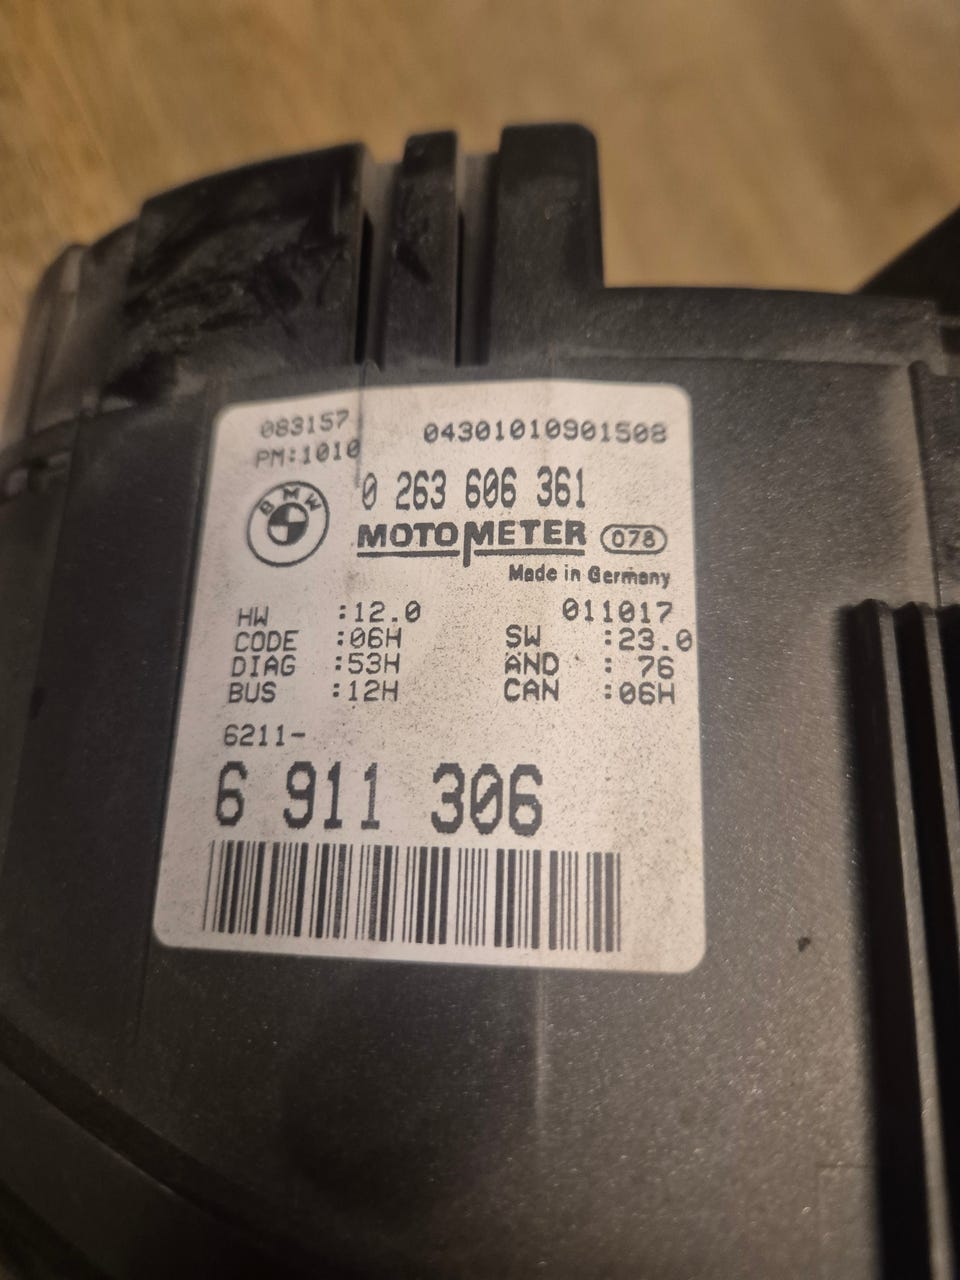 083157 04301010901508
PM:1010
BMW
0 263 606 361
MOTOMETER 078
Made in Germany
HW :12.0 011017
CODE :06H SW :23.0
DIAG :53H AND : 76
BUS :12H CAN :06H
6211-
6 911 306